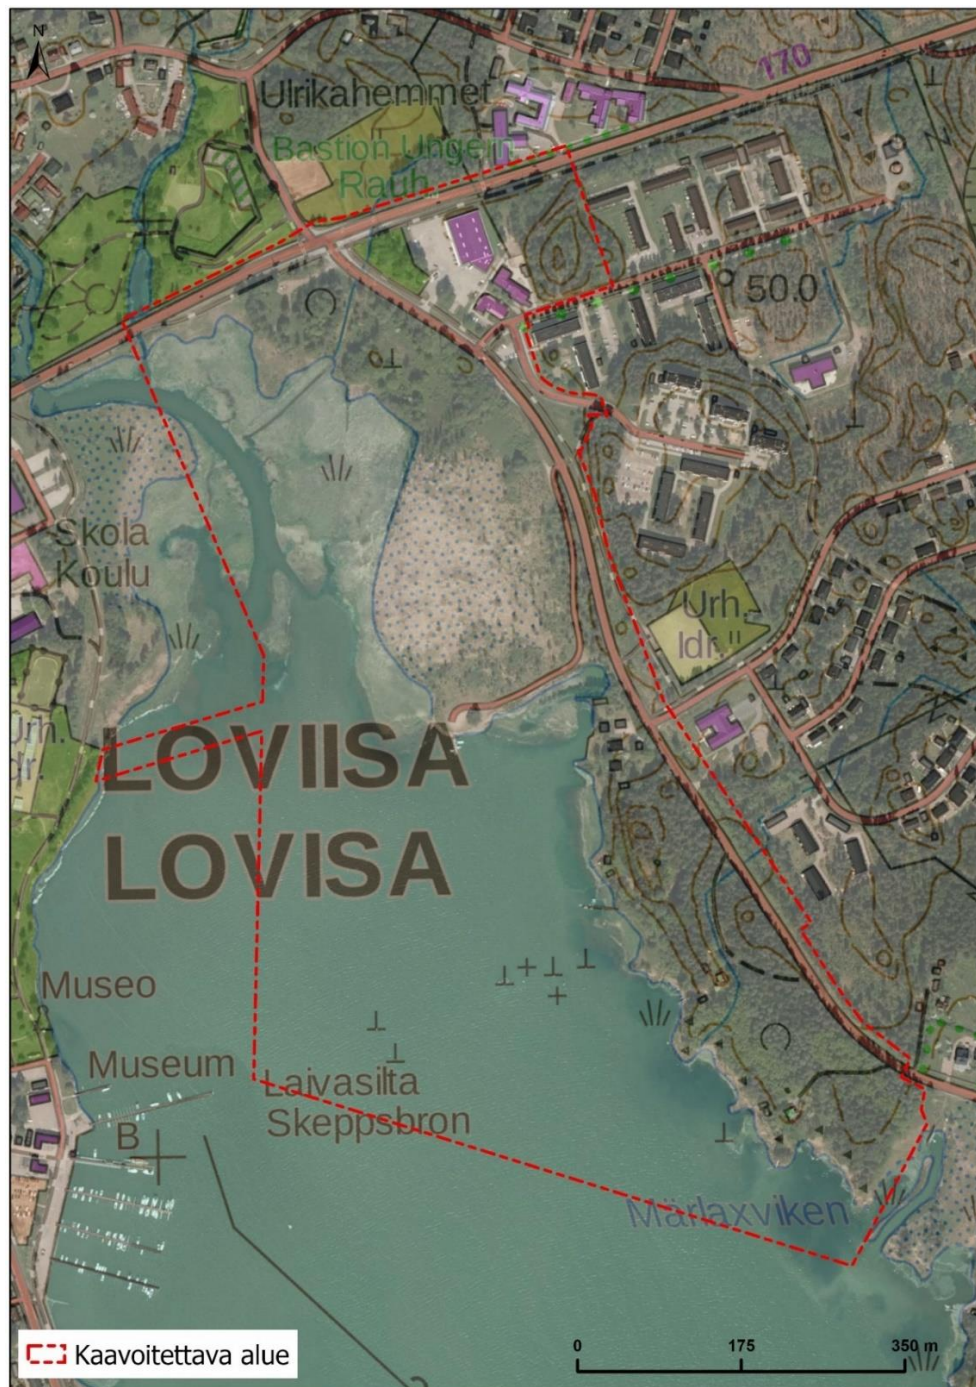 N
170
Ulrikahemmet
Bastion Ungern
Rauh.
50.0
Skola
Koulu
Urh.
Idr.
Urh.
LOVIISA
LOVISA
Museo
Museum
Laivasilta
Skeppsbron
B
Märlaxviken
Kaavoitettava alue
0 175 350 m